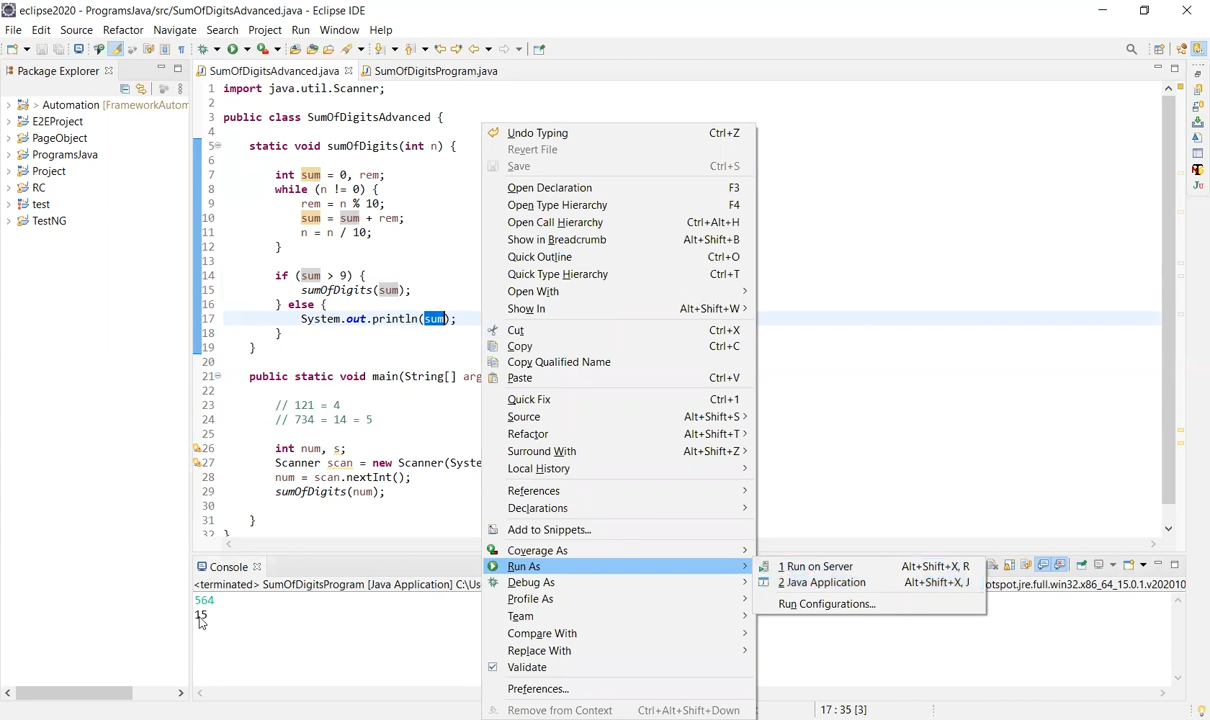 eclipse2020 - ProgramsJava/src/SumOfDigitsAdvanced.java - Eclipse IDE
File Edit Source Refactor Navigate Search Project Run Window Help
Package Explorer
> Automation [FrameworkAutom
E2EProject
PageObject
ProgramsJava
Project
RC
test
TestNG
SumOfDigitsAdvanced.java SumOfDigitsProgram.java
1 import java.util.Scanner;
2
3 public class SumOfDigitsAdvanced {
4
5 static void sumOfDigits(int n) {
6
7 int sum = 0, rem;
8 while (n != 0) {
9 rem = n % 10;
10 sum = sum + rem;
11 n = n / 10;
12 }
13
14 if (sum > 9) {
15 sumOfDigits(sum);
16 } else {
17 System.out.println(sum);
18 }
19 }
20
21 public static void main(String[] arg
22
23 // 121 = 4
24 // 734 = 14 = 5
25
26 int num, s;
27 Scanner scan = new Scanner(Syste
28 num = scan.nextInt();
29 sumOfDigits(num);
30
31 }
32 }
Undo Typing Ctrl+Z
Revert File
Save Ctrl+S
Open Declaration F3
Open Type Hierarchy F4
Open Call Hierarchy Ctrl+Alt+H
Show in Breadcrumb Alt+Shift+B
Quick Outline Ctrl+O
Quick Type Hierarchy Ctrl+T
Open With
Show In Alt+Shift+W
Cut Ctrl+X
Copy Ctrl+C
Copy Qualified Name
Paste Ctrl+V
Quick Fix Ctrl+1
Source Alt+Shift+S
Refactor Alt+Shift+T
Surround With Alt+Shift+Z
Local History
References
Declarations
Add to Snippets...
Coverage As
Run As
Debug As
Profile As
Team
Compare With
Replace With
Validate
Preferences...
Remove from Context Ctrl+Alt+Shift+Down
1 Run on Server Alt+Shift+X, R
2 Java Application Alt+Shift+X, J
Run Configurations...
Console
<terminated> SumOfDigitsProgram [Java Application] C:\Us
otspot.jre.full.win32.x86_64_15.0.1.v202010
564
15
17 : 35 [3]